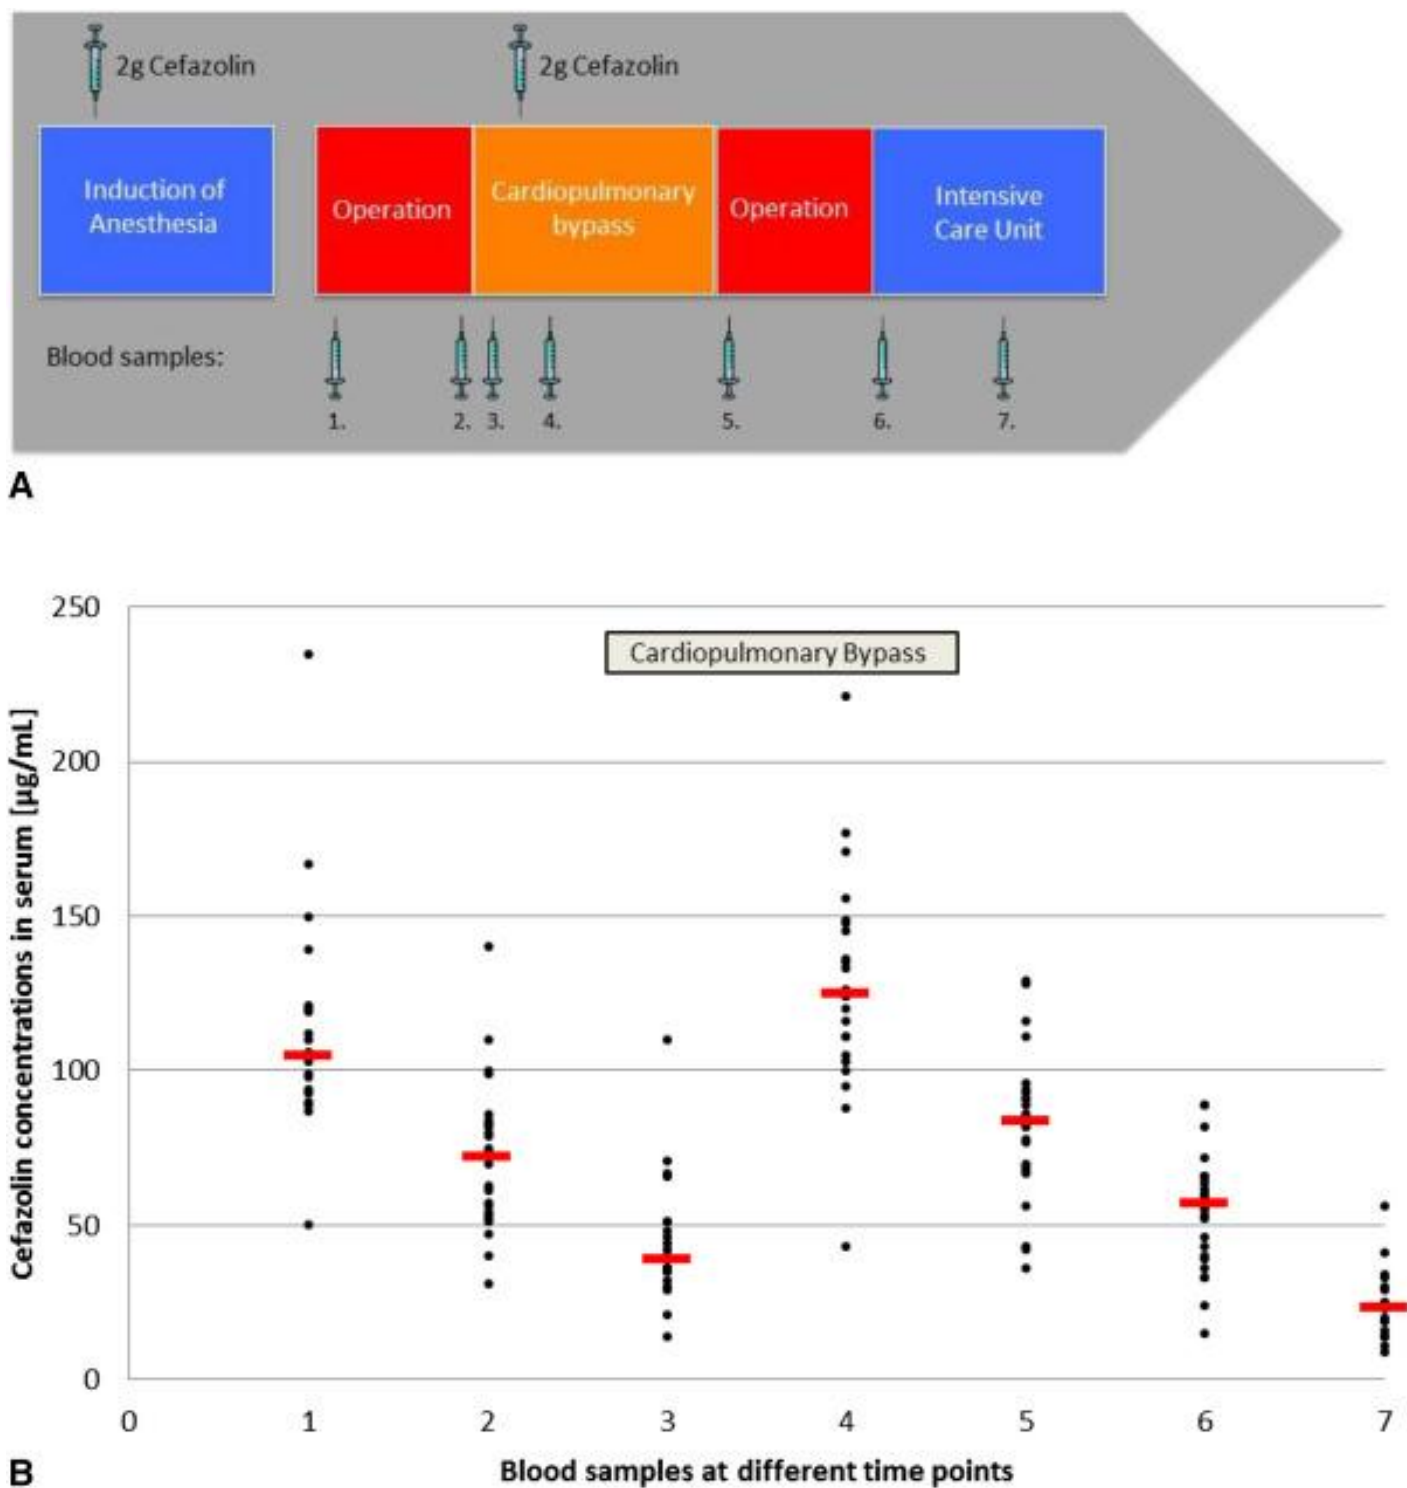 2g Cefazolin
2g Cefazolin
Induction of
Anesthesia
Operation
Cardiopulmonary
bypass
Operation
Intensive
Care Unit
Blood samples:
1.
2.
3.
4.
5.
6.
7.
A
250
200
150
100
50
0
Cefazolin concentrations in serum [µg/mL]
Cardiopulmonary Bypass
0 1 2 3 4 5 6 7
Blood samples at different time points
B